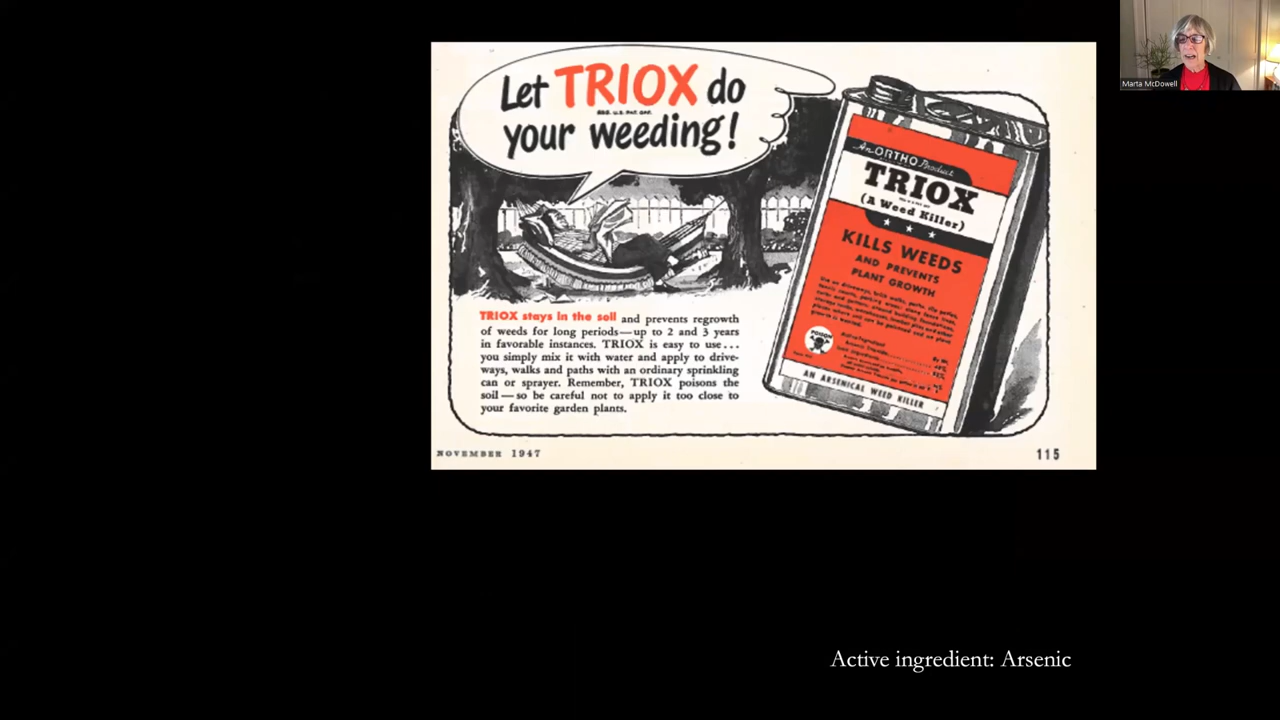 Marta McDowell
Let TRIOX do
REG. U.S. PAT. OFF.
your weeding!
An ORTHO Product
TRIOX
(A Weed Killer)
KILLS WEEDS
AND PREVENTS
PLANT GROWTH
POISON
AN ARSENICAL WEED KILLER
TRIOX stays in the soil and prevents regrowth
of weeds for long periods—up to 2 and 3 years
in favorable instances. TRIOX is easy to use...
you simply mix it with water and apply to drive-
ways, walks and paths with an ordinary sprinkling
can or sprayer. Remember, TRIOX poisons the
soil — so be careful not to apply it too close to
your favorite garden plants.
NOVEMBER 1947
115
Active ingredient: Arsenic